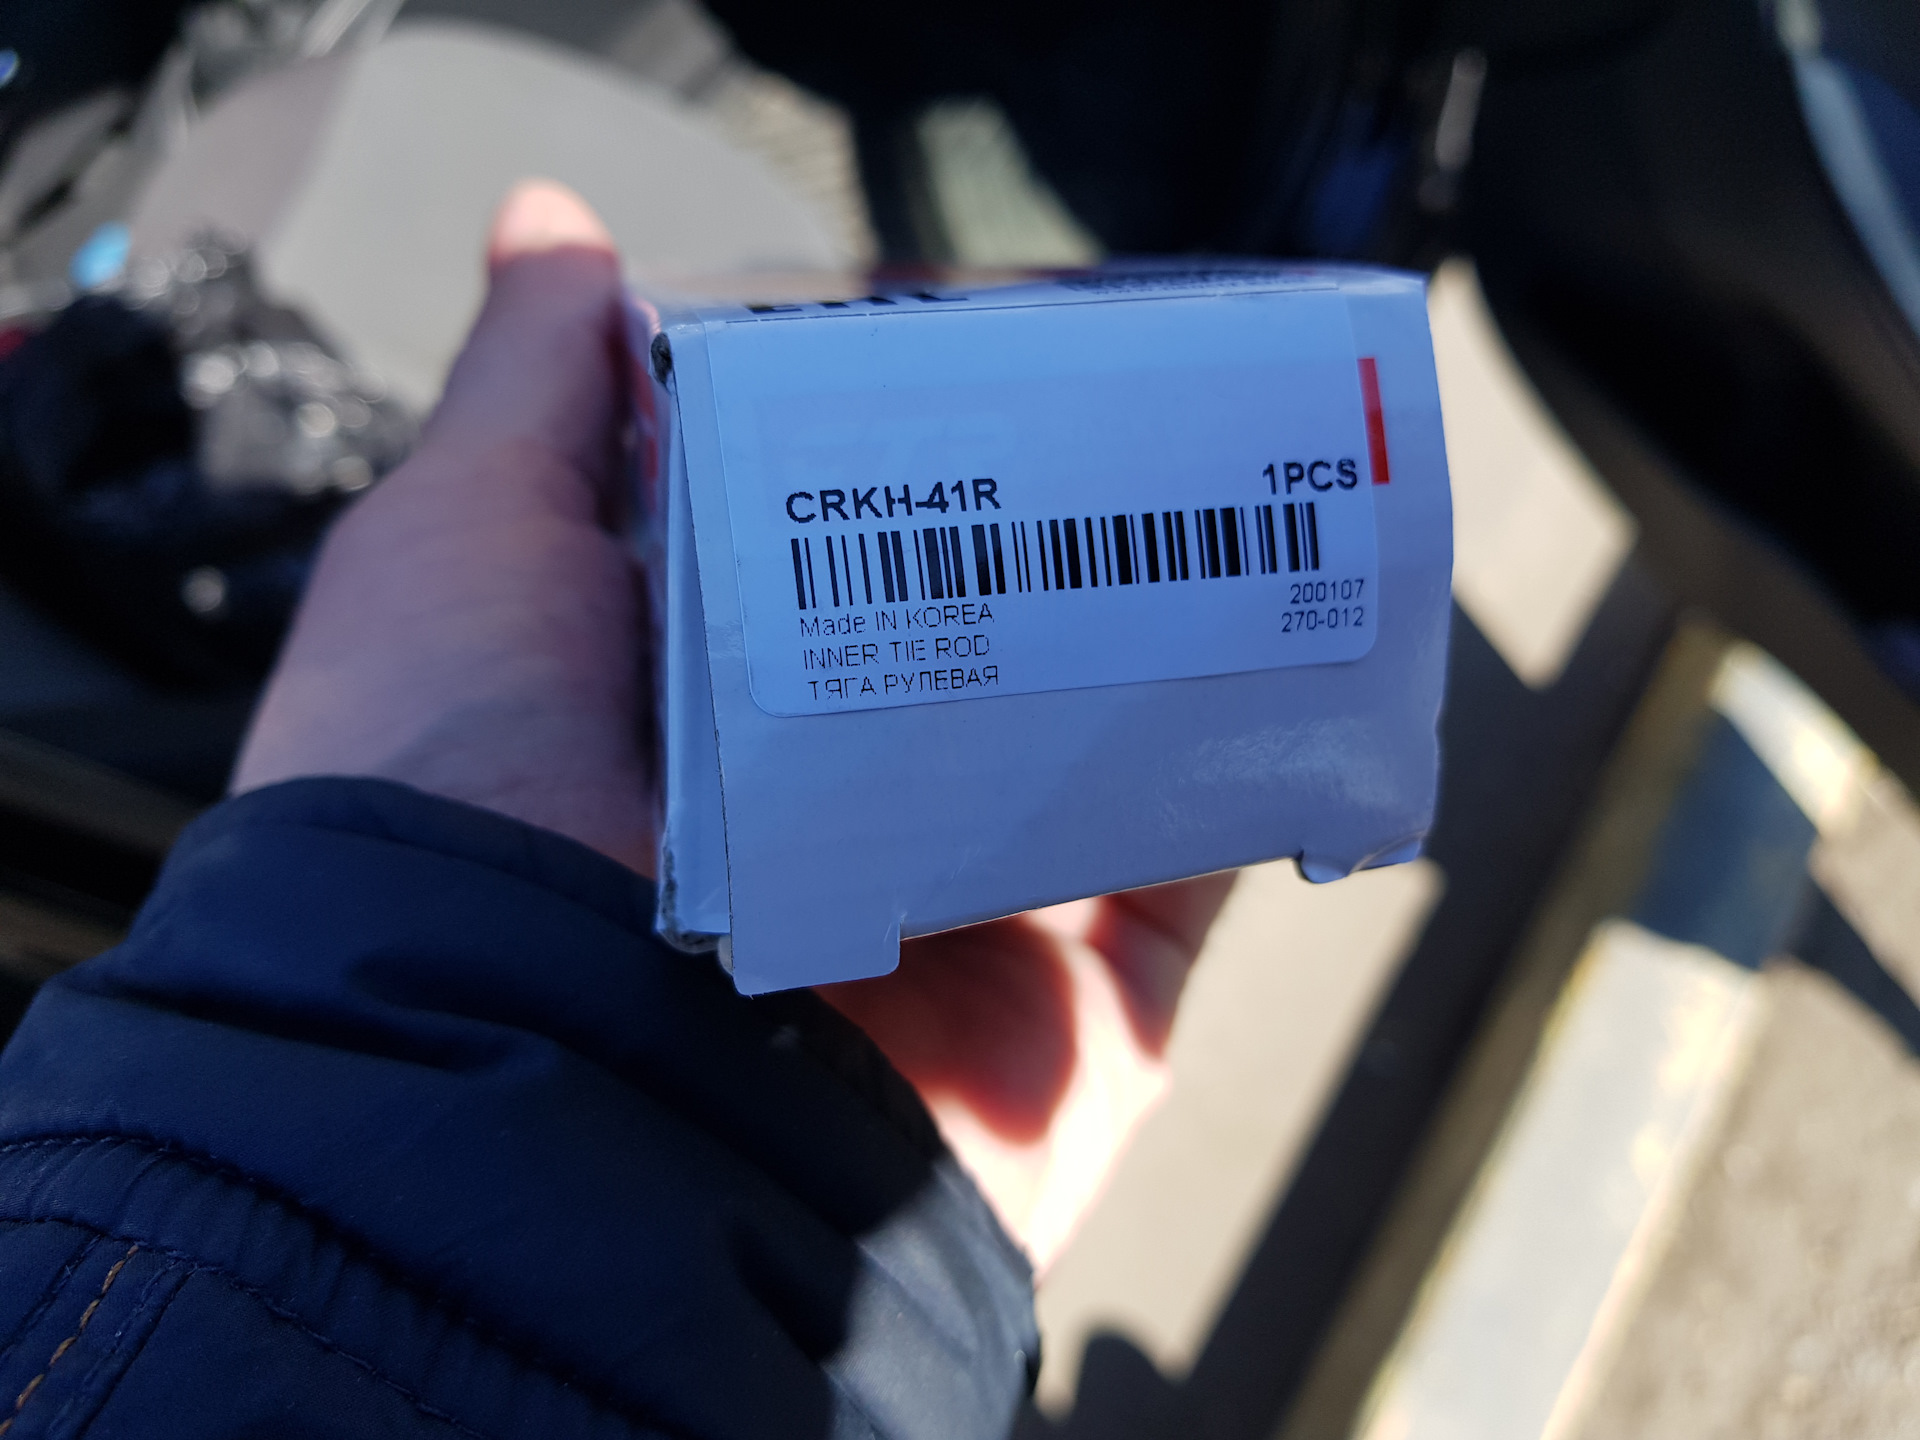 CRKH-41R 1PCS
Made IN KOREA 200107
INNER TIE ROD 270-012
ТЯГА РУЛЕВАЯ